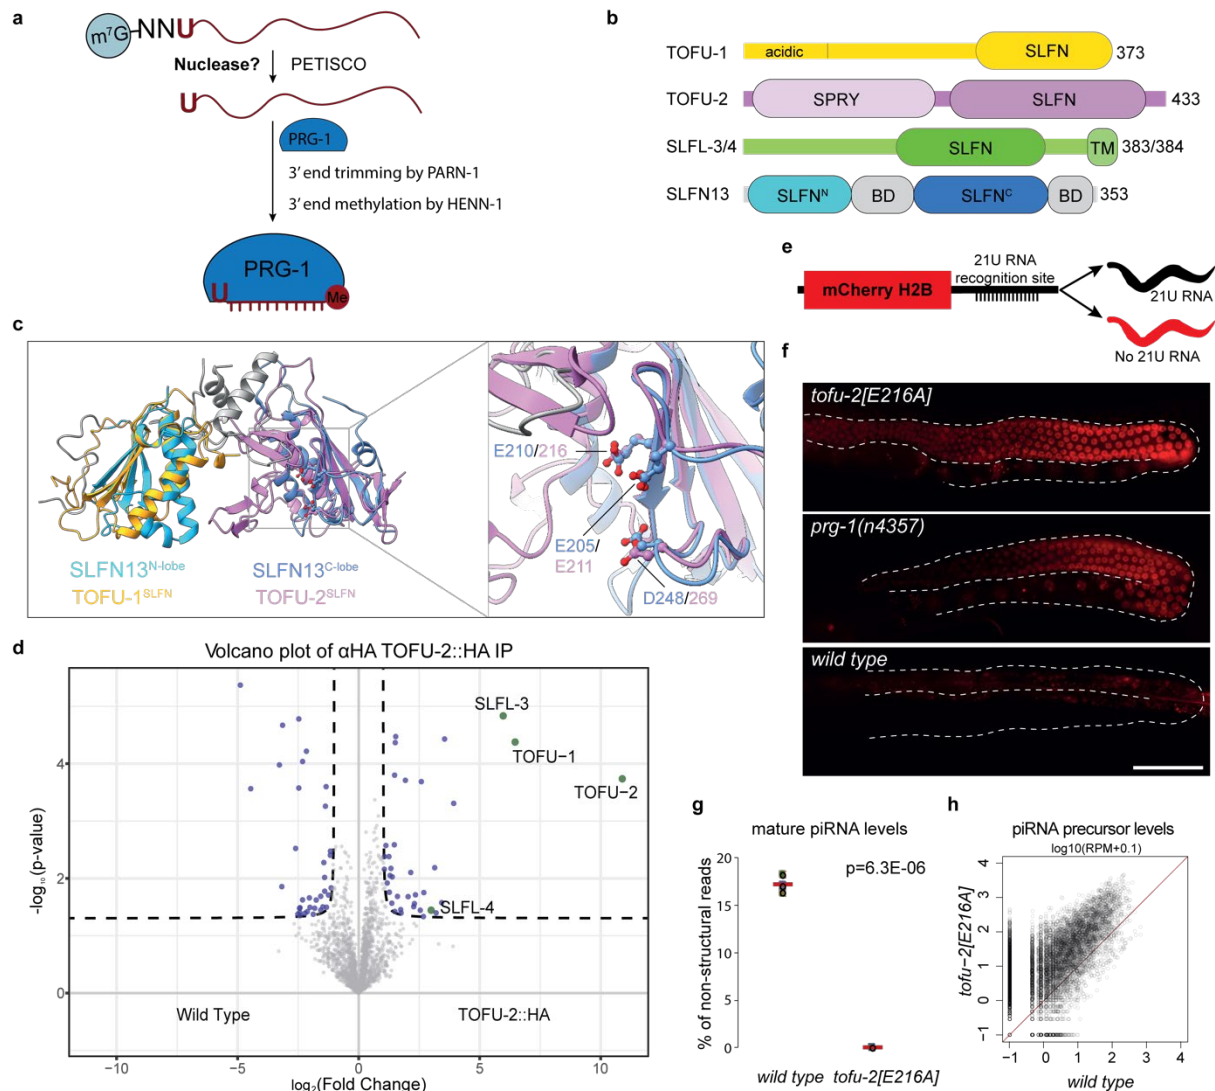 a
m⁷G
NNU
Nuclease?
PETISCO
U
PRG-1
3' end trimming by PARN-1
3' end methylation by HENN-1
PRG-1
U
Me
b
TOFU-1
acidic
SLFN
373
TOFU-2
SPRY
SLFN
433
SLFL-3/4
SLFN
TM
383/384
SLFN13
SLFNᴺ
BD
SLFNꟲ
BD
353
c
SLFN13ᴺ⁻ˡᵒᵇᵉ
TOFU-1ˢᴸᶠᴺ
SLFN13ꟲ⁻ˡᵒᵇᵉ
TOFU-2ˢᴸᶠᴺ
E210/216
E205/
E211
D248/269
d
Volcano plot of αHA TOFU-2::HA IP
SLFL-3
TOFU−1
TOFU−2
SLFL-4
Wild Type
TOFU-2::HA
-log₁₀(p-value)
0
2
4
−10
−5
0
5
10
log₂(Fold Change)
e
mCherry H2B
21U RNA
recognition site
21U RNA
No 21U RNA
f
tofu-2[E216A]
prg-1(n4357)
wild type
g
mature piRNA levels
p=6.3E-06
% of non-structural reads
20
15
10
5
0
wild type
tofu-2[E216A]
h
piRNA precursor levels
log10(RPM+0.1)
tofu−2[E216A]
4
3
2
1
0
−1
−1
0
1
2
3
4
wild type